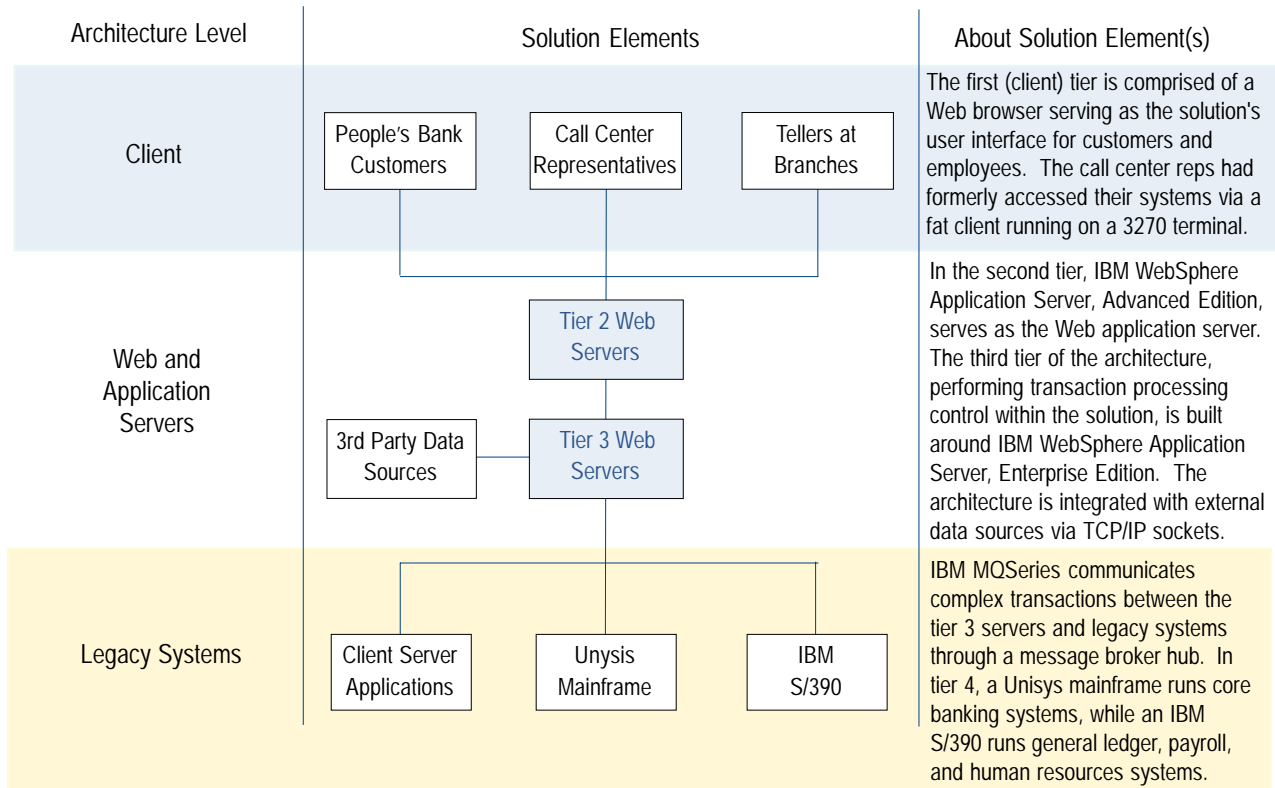 Architecture Level
Solution Elements
About Solution Element(s)
Client
People's Bank
Customers
Call Center
Representatives
Tellers at
Branches
The first (client) tier is comprised of a
Web browser serving as the solution's
user interface for customers and
employees. The call center reps had
formerly accessed their systems via a
fat client running on a 3270 terminal.
Web and
Application
Servers
Tier 2 Web
Servers
3rd Party Data
Sources
Tier 3 Web
Servers
In the second tier, IBM WebSphere
Application Server, Advanced Edition,
serves as the Web application server.
The third tier of the architecture,
performing transaction processing
control within the solution, is built
around IBM WebSphere Application
Server, Enterprise Edition. The
architecture is integrated with external
data sources via TCP/IP sockets.
Legacy Systems
Client Server
Applications
Unysis
Mainframe
IBM
S/390
IBM MQSeries communicates
complex transactions between the
tier 3 servers and legacy systems
through a message broker hub. In
tier 4, a Unisys mainframe runs core
banking systems, while an IBM
S/390 runs general ledger, payroll,
and human resources systems.